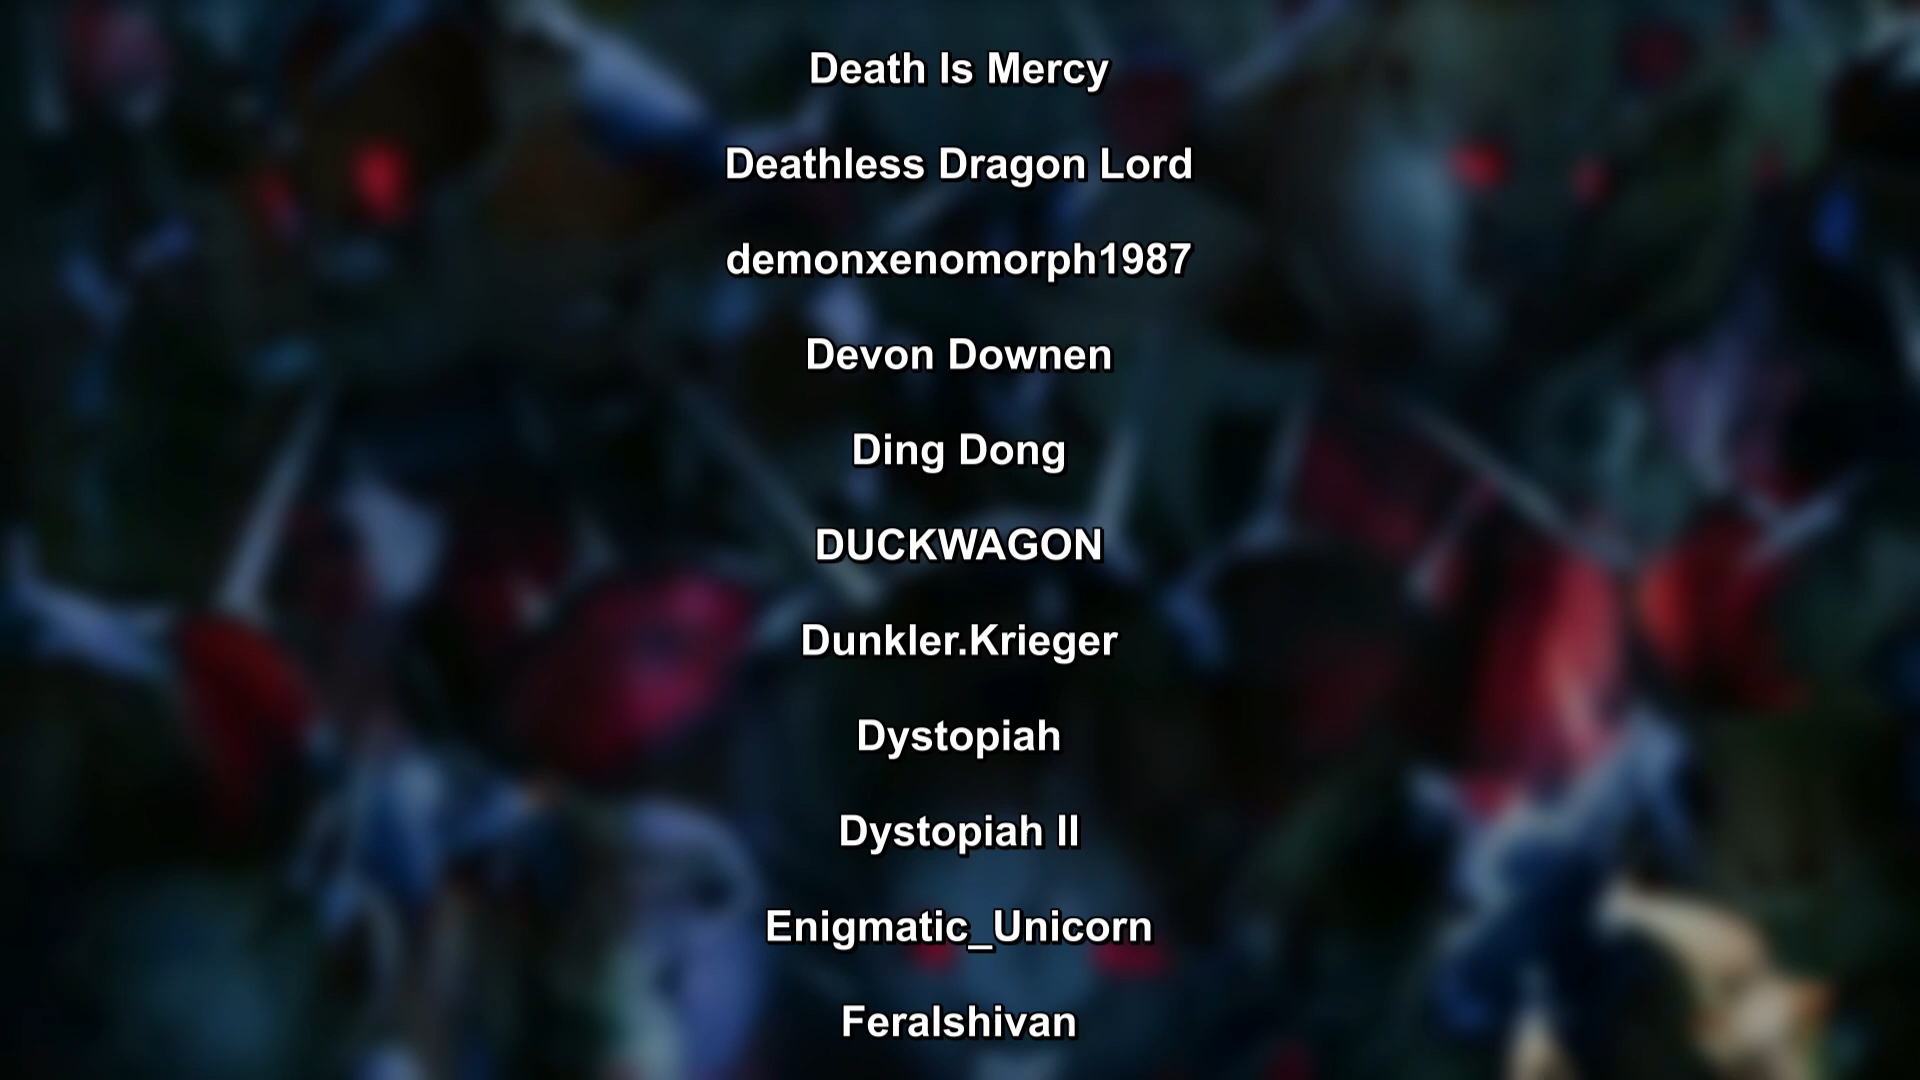 Death Is Mercy
Deathless Dragon Lord
demonxenomorph1987
Devon Downen
Ding Dong
DUCKWAGON
Dunkler.Krieger
Dystopiah
Dystopiah II
Enigmatic_Unicorn
Feralshivan